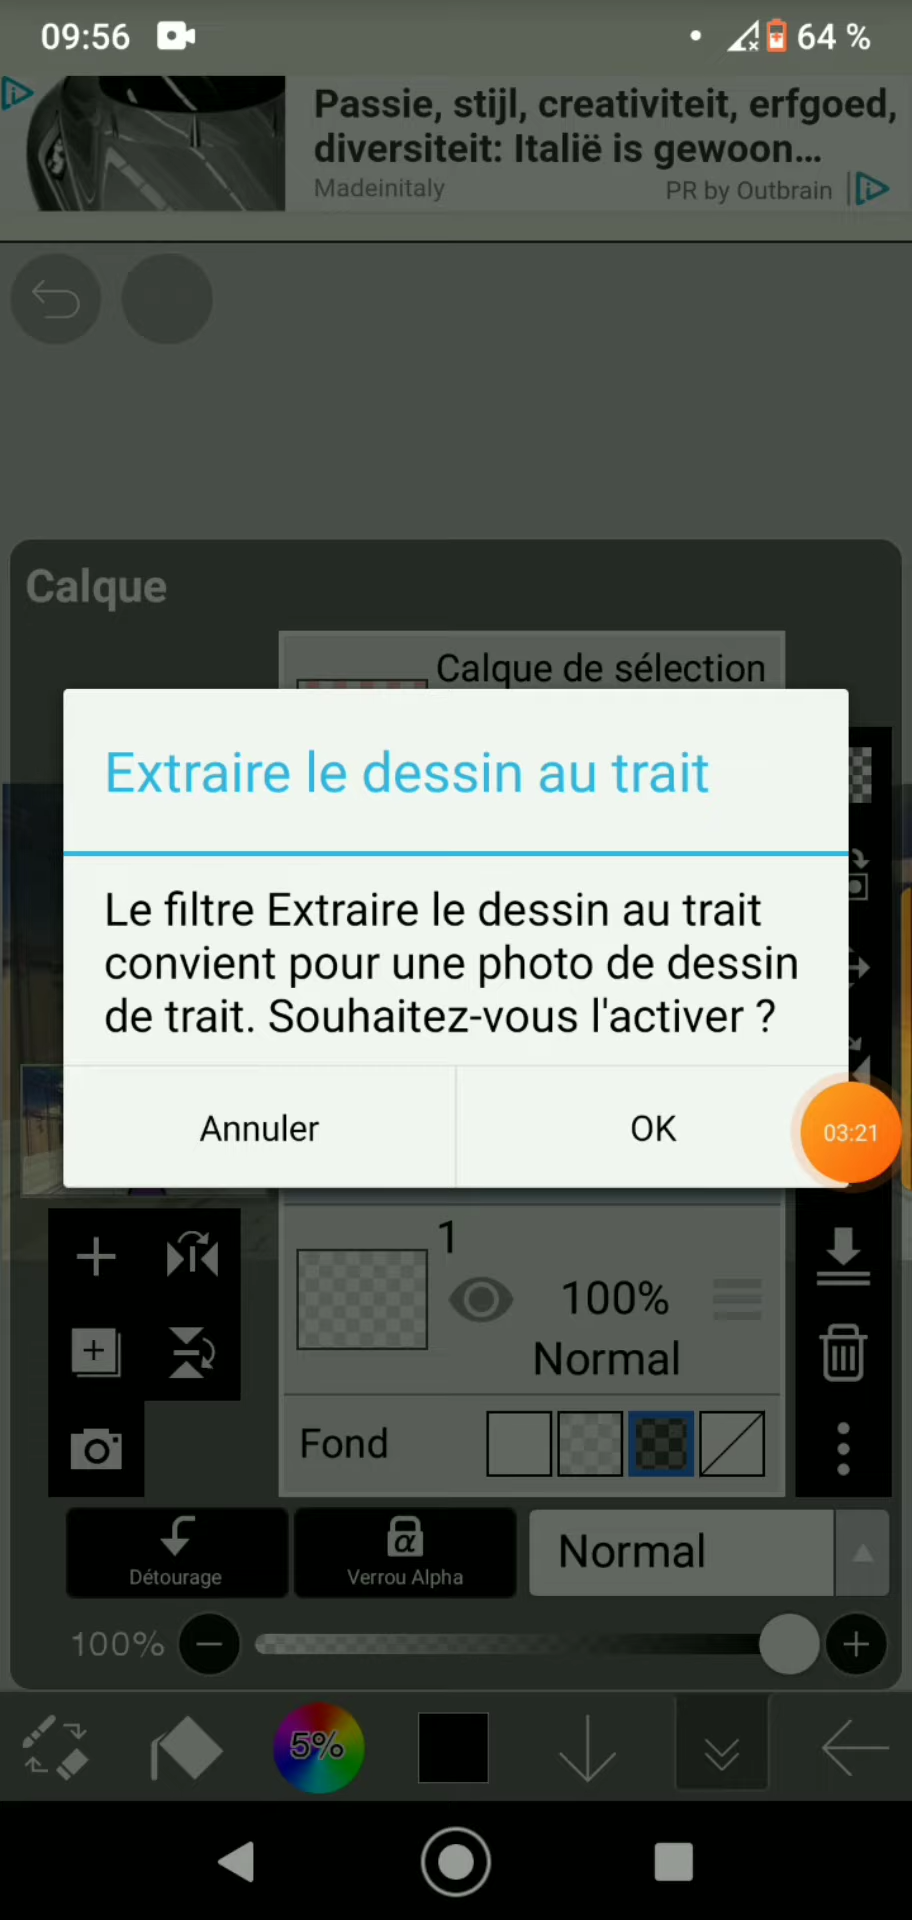 09:56
64 %
Passie, stijl, creativiteit, erfgoed,
diversiteit: Italië is gewoon...
Madeinitaly
PR by Outbrain
Calque
Calque de sélection
Extraire le dessin au trait
Le filtre Extraire le dessin au trait
convient pour une photo de dessin
de trait. Souhaitez-vous l'activer ?
Annuler
OK
03:21
1
100%
Normal
Fond
Détourage
α
Verrou Alpha
Normal
100%
5%